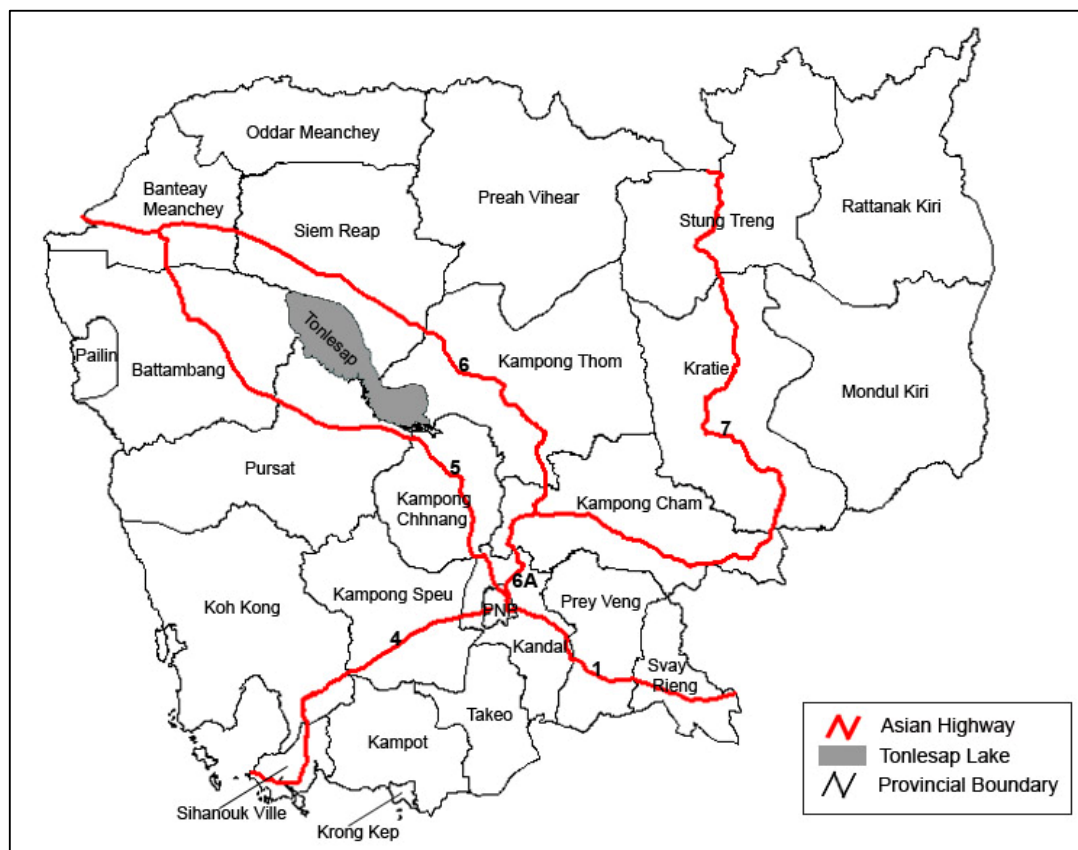 Oddar Meanchey
Banteay
Meanchey
Siem Reap
Preah Vihear
Stung Treng
Rattanak Kiri
Tonlesap
Pailin
Battambang
6
Kampong Thom
Kratie
Mondul Kiri
7
Pursat
5
Kampong
Chhnang
Kampong Cham
Koh Kong
Kampong Speu
6A
PNP
Prey Veng
4
Kandal
1
Svay
Rieng
Takeo
Kampot
Sihanouk Ville
Krong Kep
Asian Highway
Tonlesap Lake
Provincial Boundary